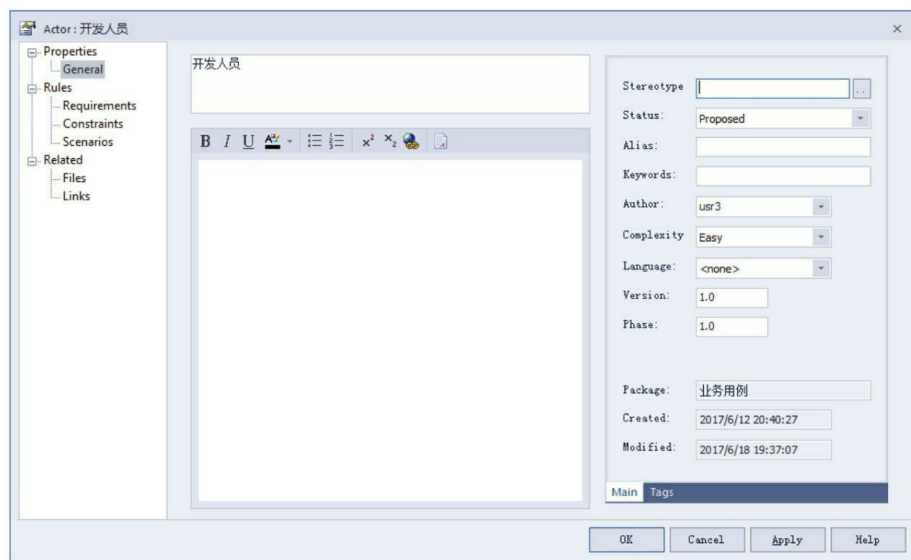 Actor : 开发人员
Properties
General
Rules
Requirements
Constraints
Scenarios
Related
Files
Links
开发人员
B I U A x² ×₂
Stereotype ..
Status: Proposed
Alias:
Keywords:
Author: usr3
Complexity Easy
Language: <none>
Version: 1.0
Phase: 1.0
Package: 业务用例
Created: 2017/6/12 20:40:27
Modified: 2017/6/18 19:37:07
Main Tags
OK Cancel Apply Help